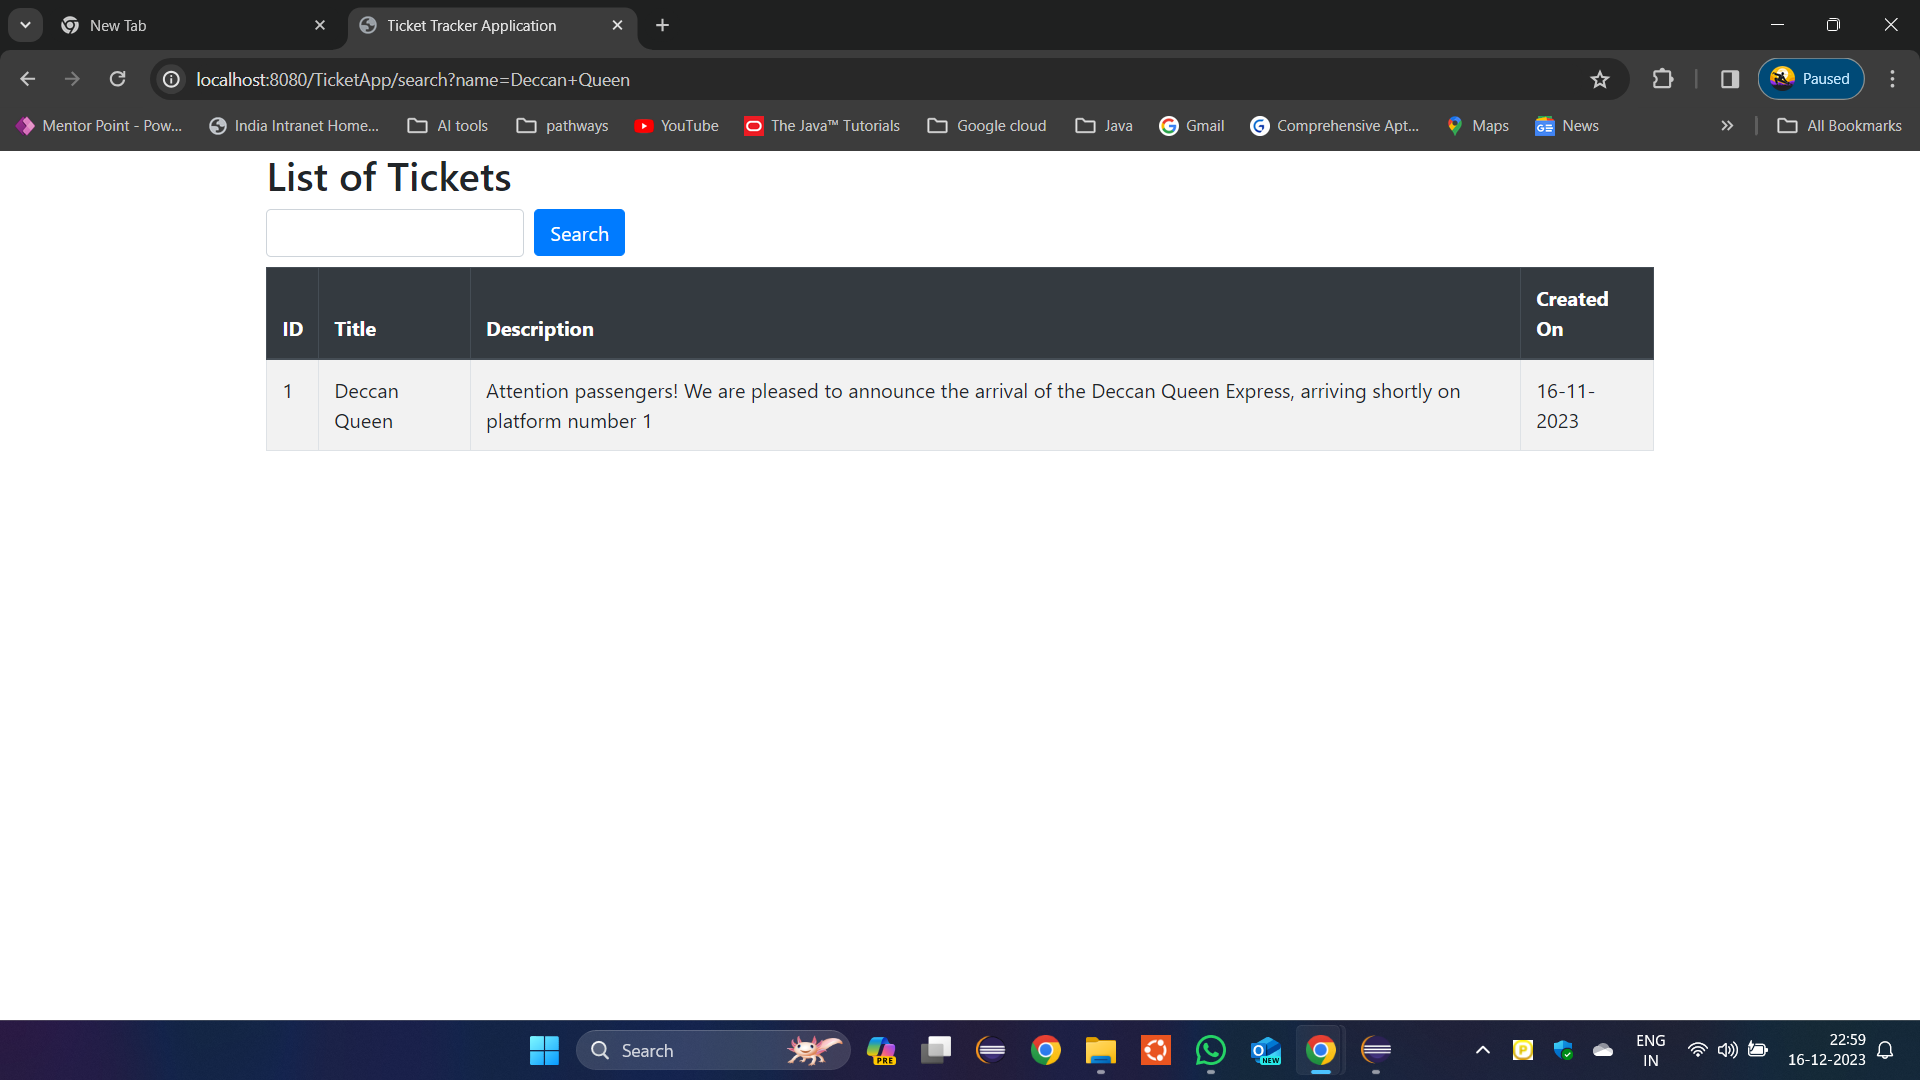 New Tab
Ticket Tracker Application
localhost:8080/TicketApp/search?name=Deccan+Queen
Paused
Mentor Point - Pow...
India Intranet Home...
AI tools
pathways
YouTube
The Java™ Tutorials
Google cloud
Java
Gmail
Comprehensive Apt...
Maps
GE
News
All Bookmarks
List of Tickets
Search
ID
Title
Description
Created
On
1
Deccan
Queen
Attention passengers! We are pleased to announce the arrival of the Deccan Queen Express, arriving shortly on
platform number 1
16-11-
2023
Search
PRE
NEW
P
ENG
IN
22:59
16-12-2023